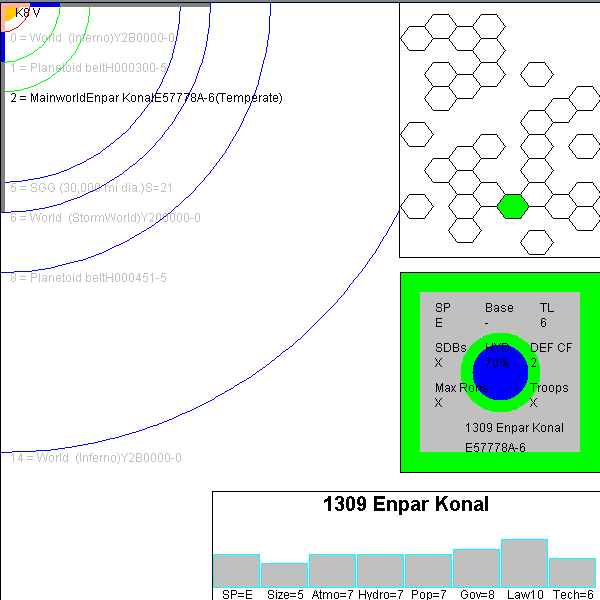 K8 V
0 = World  (Inferno)Y2B0000-0
1 = Planetoid beltH000300-5
2 = MainworldEnpar KonalE57778A-6(Temperate)
5 = SGG (30,000 mi dia.)S=21
6 = World  (StormWorld)Y200000-0
8 = Planetoid beltH000451-5
14 = World  (Inferno)Y2B0000-0
SP Base TL
E - 6
SDBs HYD DEF CF
X 70% 2
Max Rons Troops
X X
1309 Enpar Konal
E57778A-6
1309 Enpar Konal
SP=E Size=5 Atmo=7 Hydro=7 Pop=7 Gov=8 Law10 Tech=6